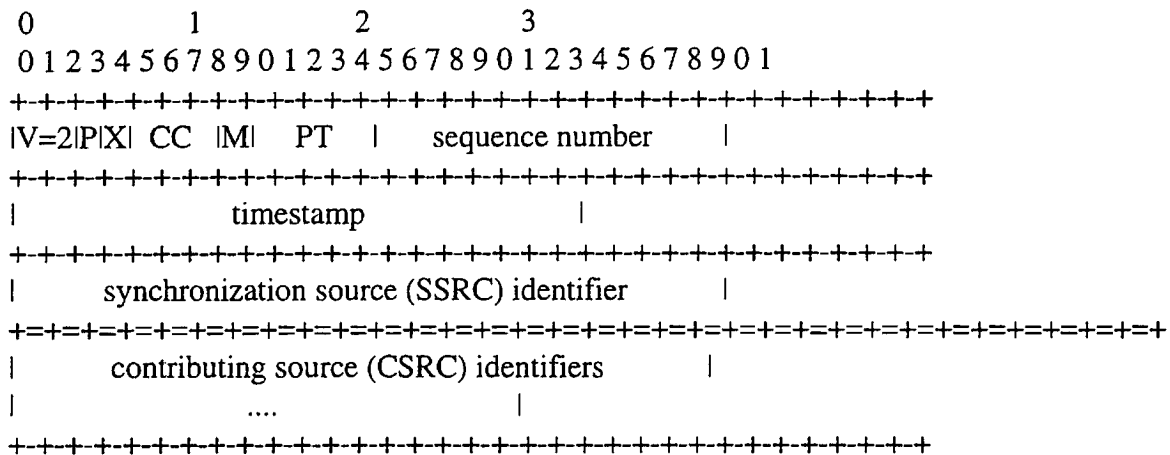 0 1 2 3
0 1 2 3 4 5 6 7 8 9 0 1 2 3 4 5 6 7 8 9 0 1 2 3 4 5 6 7 8 9 0 1
+-+-+-+-+-+-+-+-+-+-+-+-+-+-+-+-+-+-+-+-+-+-+-+-+-+-+-+-+-+-+-+-+
|V=2|P|X| CC |M| PT | sequence number |
+-+-+-+-+-+-+-+-+-+-+-+-+-+-+-+-+-+-+-+-+-+-+-+-+-+-+-+-+-+-+-+-+
| timestamp |
+-+-+-+-+-+-+-+-+-+-+-+-+-+-+-+-+-+-+-+-+-+-+-+-+-+-+-+-+-+-+-+-+
| synchronization source (SSRC) identifier |
+=+=+=+=+=+=+=+=+=+=+=+=+=+=+=+=+=+=+=+=+=+=+=+=+=+=+=+=+=+=+=+=+
| contributing source (CSRC) identifiers |
| .... |
+-+-+-+-+-+-+-+-+-+-+-+-+-+-+-+-+-+-+-+-+-+-+-+-+-+-+-+-+-+-+-+-+